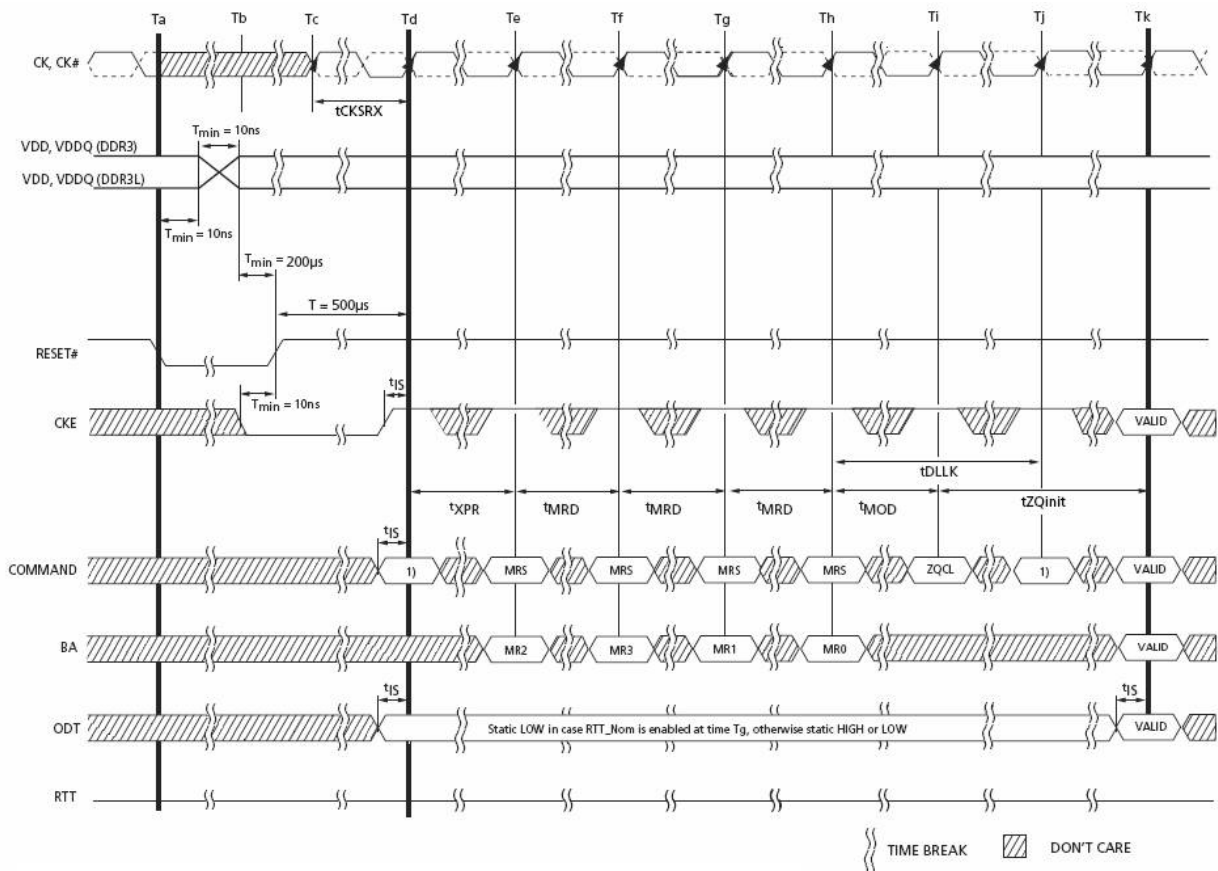 Ta Tb Tc Td Te Tf Tg Th Ti Tj Tk
CK, CK#
tCKSRX
Tmin = 10ns
VDD, VDDQ (DDR3)
VDD, VDDQ (DDR3L)
Tmin = 10ns
Tmin = 200µs
T = 500µs
RESET#
tIS
Tmin = 10ns
CKE
VALID
tDLLK
tXPR tMRD tMRD tMRD tMOD tZQinit
tIS
COMMAND 1) MRS MRS MRS MRS ZQCL 1) VALID
BA MR2 MR3 MR1 MR0 VALID
tIS tIS
ODT Static LOW in case RTT_Nom is enabled at time Tg, otherwise static HIGH or LOW VALID
RTT
TIME BREAK DON'T CARE